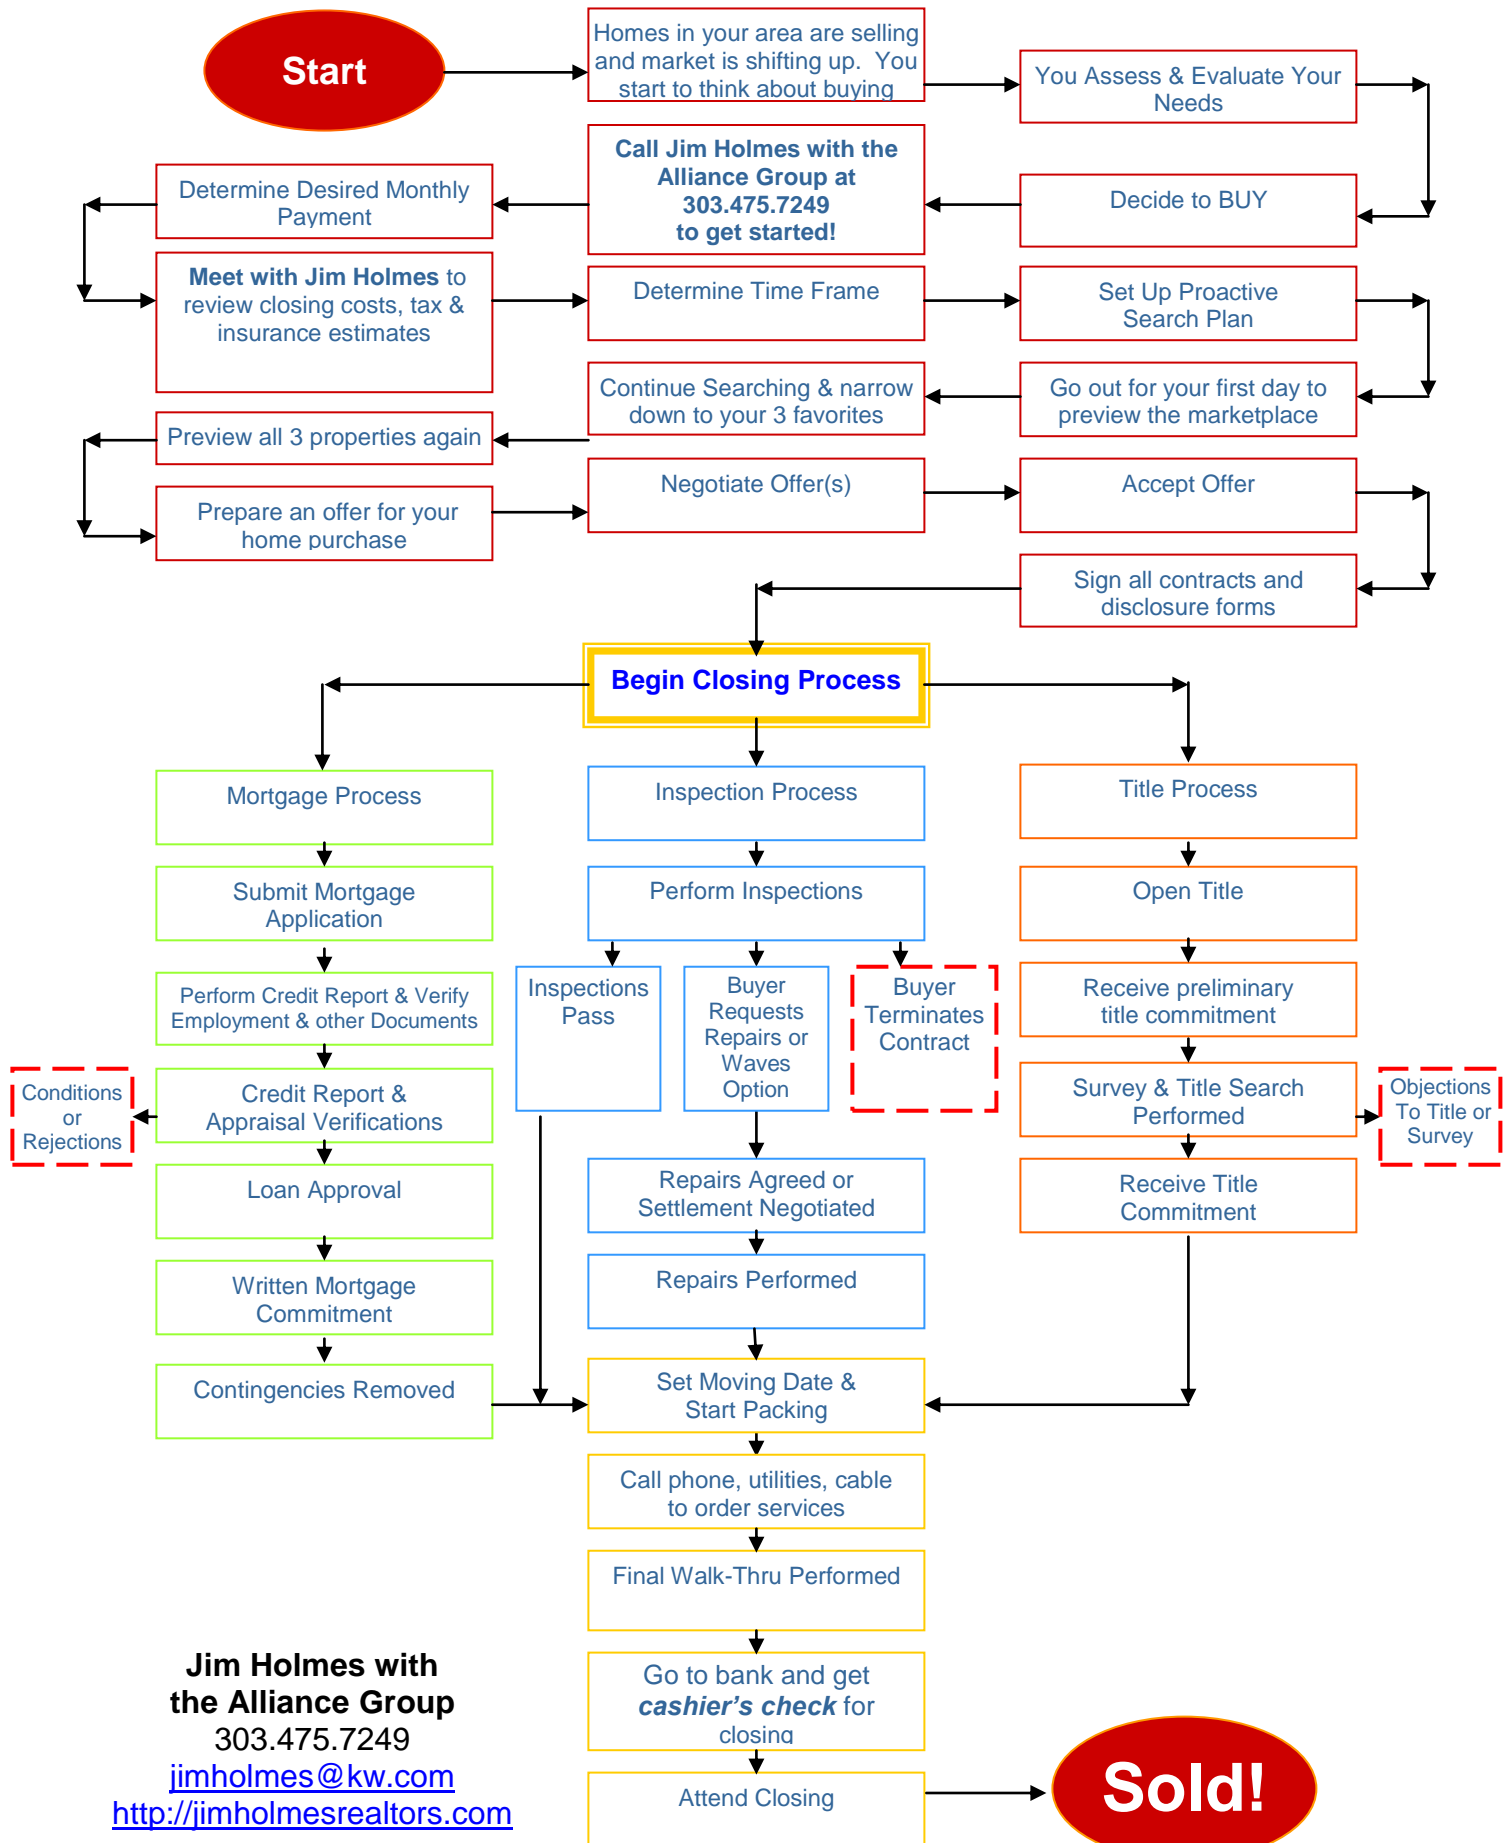 Start
Homes in your area are selling
and market is shifting up. You
start to think about buying
You Assess & Evaluate Your
Needs
Determine Desired Monthly
Payment
Call Jim Holmes with the
Alliance Group at
303.475.7249
to get started!
Decide to BUY
Meet with Jim Holmes to
review closing costs, tax &
insurance estimates
Determine Time Frame
Set Up Proactive
Search Plan
Continue Searching & narrow
down to your 3 favorites
Go out for your first day to
preview the marketplace
Preview all 3 properties again
Prepare an offer for your
home purchase
Negotiate Offer(s)
Accept Offer
Sign all contracts and
disclosure forms
Begin Closing Process
Mortgage Process
Inspection Process
Title Process
Submit Mortgage
Application
Perform Inspections
Open Title
Perform Credit Report & Verify
Employment & other Documents
Inspections
Pass
Buyer
Requests
Repairs or
Waves
Option
Buyer
Terminates
Contract
Receive preliminary
title commitment
Conditions
or
Rejections
Credit Report &
Appraisal Verifications
Survey & Title Search
Performed
Objections
To Title or
Survey
Loan Approval
Repairs Agreed or
Settlement Negotiated
Receive Title
Commitment
Written Mortgage
Commitment
Repairs Performed
Contingencies Removed
Set Moving Date &
Start Packing
Call phone, utilities, cable
to order services
Final Walk-Thru Performed
Go to bank and get
cashier's check for
closing
Attend Closing
Sold!
Jim Holmes with
the Alliance Group
303.475.7249
jimholmes@kw.com
http://jimholmesrealtors.com